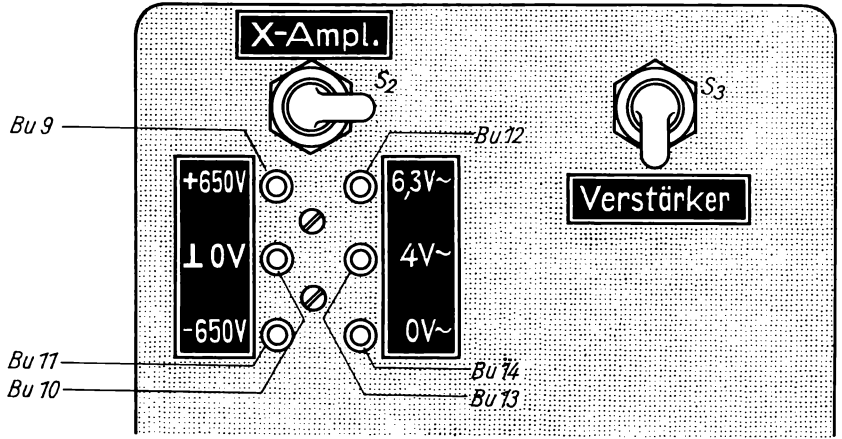 X-Ampl.
S2
S3
Bu 9
Bu 12
+650V
6,3V~
Verstärker
⊥ 0V
4V~
-650V
0V~
Bu 11
Bu 14
Bu 10
Bu 13